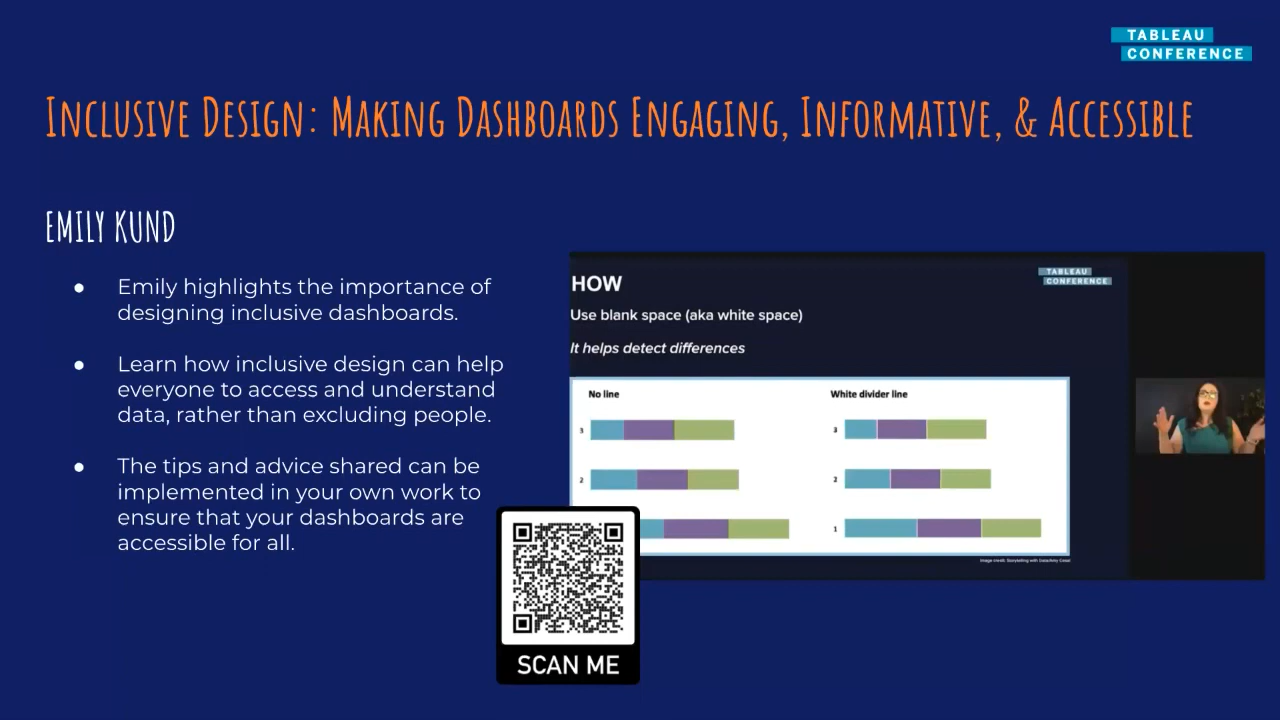 TABLEAU
CONFERENCE
INCLUSIVE DESIGN: MAKING DASHBOARDS ENGAGING, INFORMATIVE, & ACCESSIBLE
EMILY KUND
● Emily highlights the importance of
designing inclusive dashboards.
● Learn how inclusive design can help
everyone to access and understand
data, rather than excluding people.
● The tips and advice shared can be
implemented in your own work to
ensure that your dashboards are
accessible for all.
HOW
TABLEAU
CONFERENCE
Use blank space (aka white space)
It helps detect differences
No line
White divider line
3
3
2
2
1
SCAN ME